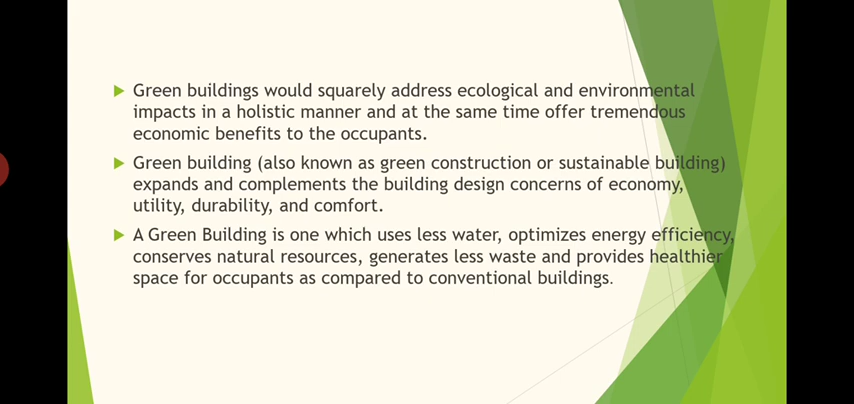 Green buildings would squarely address ecological and environmental
impacts in a holistic manner and at the same time offer tremendous
economic benefits to the occupants.
Green building (also known as green construction or sustainable building)
expands and complements the building design concerns of economy,
utility, durability, and comfort.
A Green Building is one which uses less water, optimizes energy efficiency,
conserves natural resources, generates less waste and provides healthier
space for occupants as compared to conventional buildings.